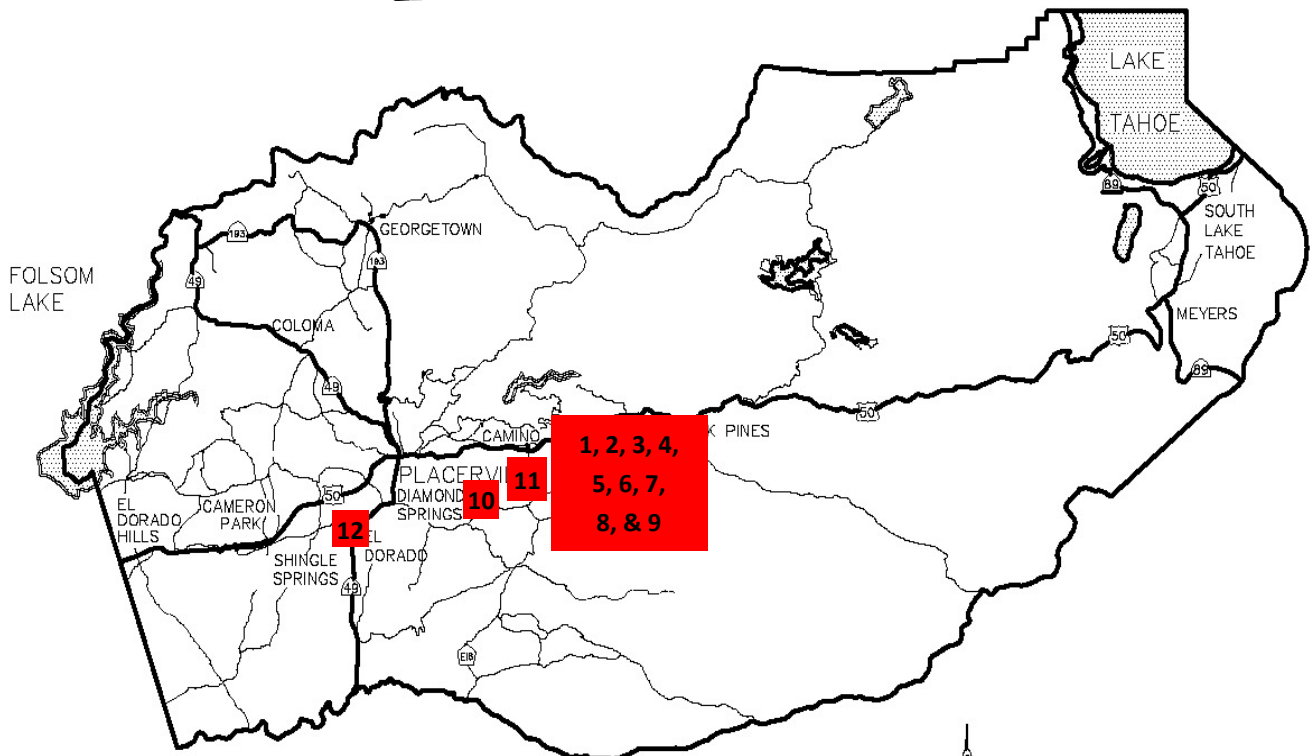 LAKE
TAHOE
89
50
SOUTH
LAKE
TAHOE
193
GEORGETOWN
193
FOLSOM
LAKE
49
COLOMA
MEYERS
50
89
49
50
CAMINO
K PINES
1, 2, 3, 4,
5, 6, 7,
8, & 9
PLACERVI
11
DIAMOND
SPRINGS
10
50
EL
DORADO
HILLS
CAMERON
PARK
12
EL
DORADO
SHINGLE
SPRINGS
49
E16